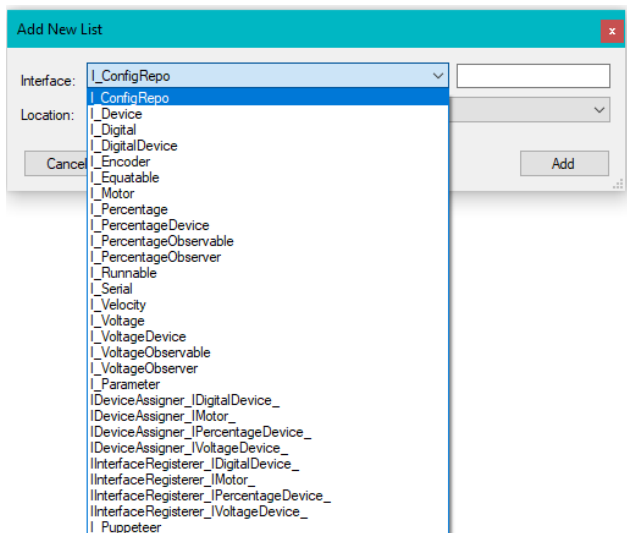 Add New List
x
Interface: I_ConfigRepo
Location:
I_ConfigRepo
I_Device
I_Digital
I_DigitalDevice
I_Encoder
I_Equatable
I_Motor
I_Percentage
I_PercentageDevice
I_PercentageObservable
I_PercentageObserver
I_Runnable
I_Serial
I_Velocity
I_Voltage
I_VoltageDevice
I_VoltageObservable
I_VoltageObserver
I_Parameter
IDeviceAssigner_IDigitalDevice_
IDeviceAssigner_IMotor_
IDeviceAssigner_IPercentageDevice_
IDeviceAssigner_IVoltageDevice_
IInterfaceRegisterer_IDigitalDevice_
IInterfaceRegisterer_IMotor_
IInterfaceRegisterer_IPercentageDevice_
IInterfaceRegisterer_IVoltageDevice_
I_Puppeteer
Cancel
Add